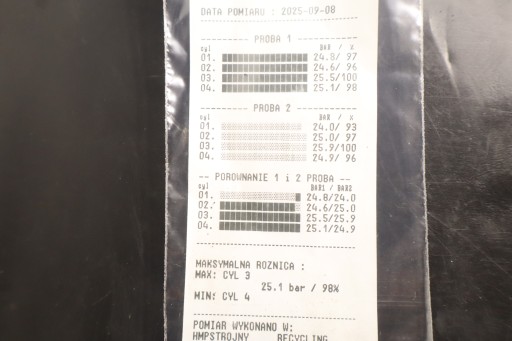 DATA POMIARU : 2025-09-08
PROBA 1
cyl BAR / %
01. 24.8/ 97
02. 24.6/ 96
03. 25.5/100
04. 25.1/ 98
PROBA 2
cyl BAR / %
01. 24.0/ 93
02. 25.0/ 97
03. 25.9/100
04. 24.9/ 96
-- POROWNANIE 1 i 2 PROBA --
cyl BAR1 / BAR2
01. 24.8/24.0
02. 24.6/25.0
03. 25.5/25.9
04. 25.1/24.9
MAKSYMALNA ROZNICA :
MAX: CYL 3
25.1 bar / 98%
MIN: CYL 4
POMIAR WYKONANO W:
HMPSTROJNY RECYCLING